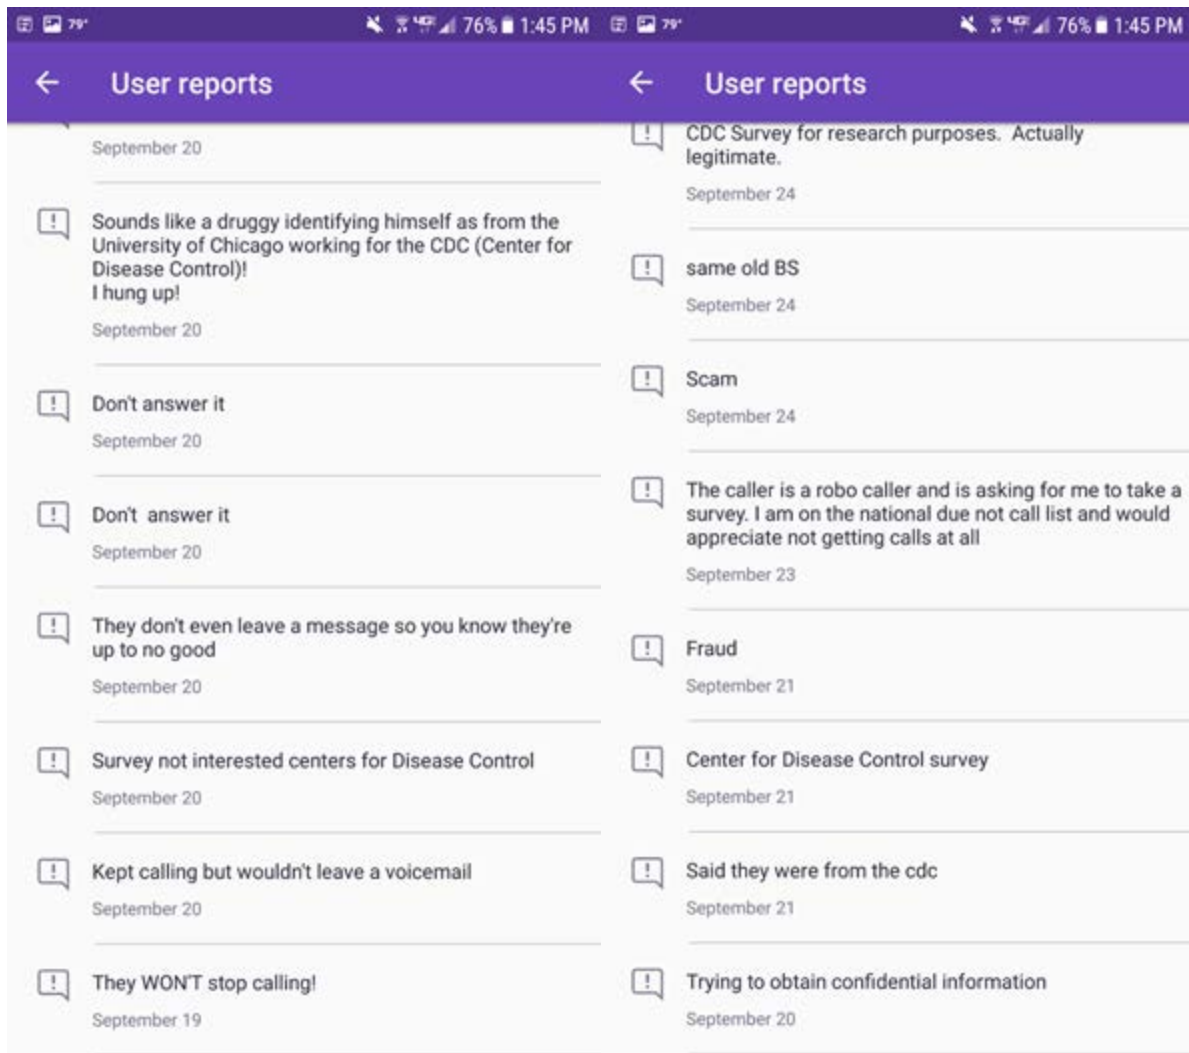 79°
76% 1:45 PM
User reports
September 20
Sounds like a druggy identifying himself as from the
University of Chicago working for the CDC (Center for
Disease Control)!
I hung up!
September 20
Don't answer it
September 20
Don't  answer it
September 20
They don't even leave a message so you know they're
up to no good
September 20
Survey not interested centers for Disease Control
September 20
Kept calling but wouldn't leave a voicemail
September 20
They WON'T stop calling!
September 19
79°
76% 1:45 PM
User reports
CDC Survey for research purposes.  Actually
legitimate.
September 24
same old BS
September 24
Scam
September 24
The caller is a robo caller and is asking for me to take a
survey. I am on the national due not call list and would
appreciate not getting calls at all
September 23
Fraud
September 21
Center for Disease Control survey
September 21
Said they were from the cdc
September 21
Trying to obtain confidential information
September 20